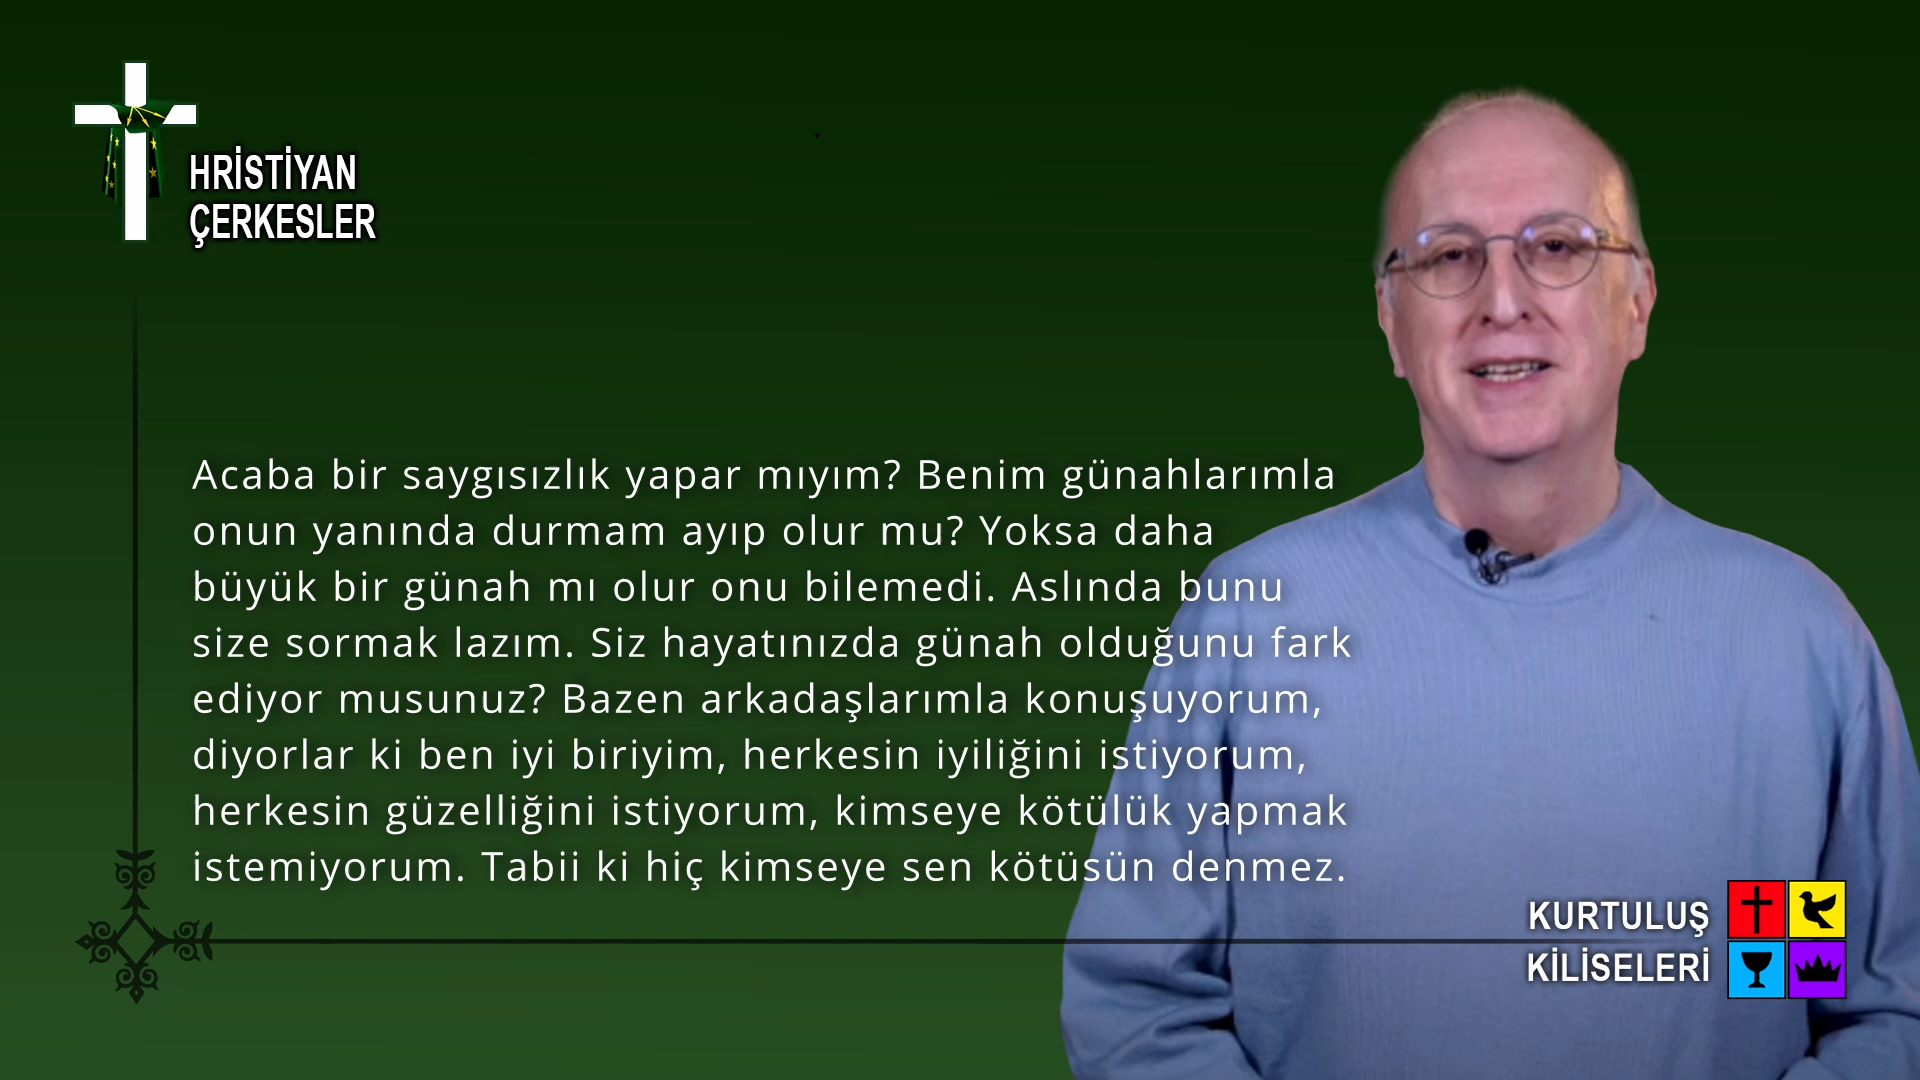 HRİSTİYAN
ÇERKESLER
Acaba bir saygısızlık yapar mıyım? Benim günahlarımla
onun yanında durmam ayıp olur mu? Yoksa daha
büyük bir günah mı olur onu bilemedi. Aslında bunu
size sormak lazım. Siz hayatınızda günah olduğunu fark
ediyor musunuz? Bazen arkadaşlarımla konuşuyorum,
diyorlar ki ben iyi biriyim, herkesin iyiliğini istiyorum,
herkesin güzelliğini istiyorum, kimseye kötülük yapmak
istemiyorum. Tabii ki hiç kimseye sen kötüsün denmez.
KURTULUŞ
KİLİSELERİ